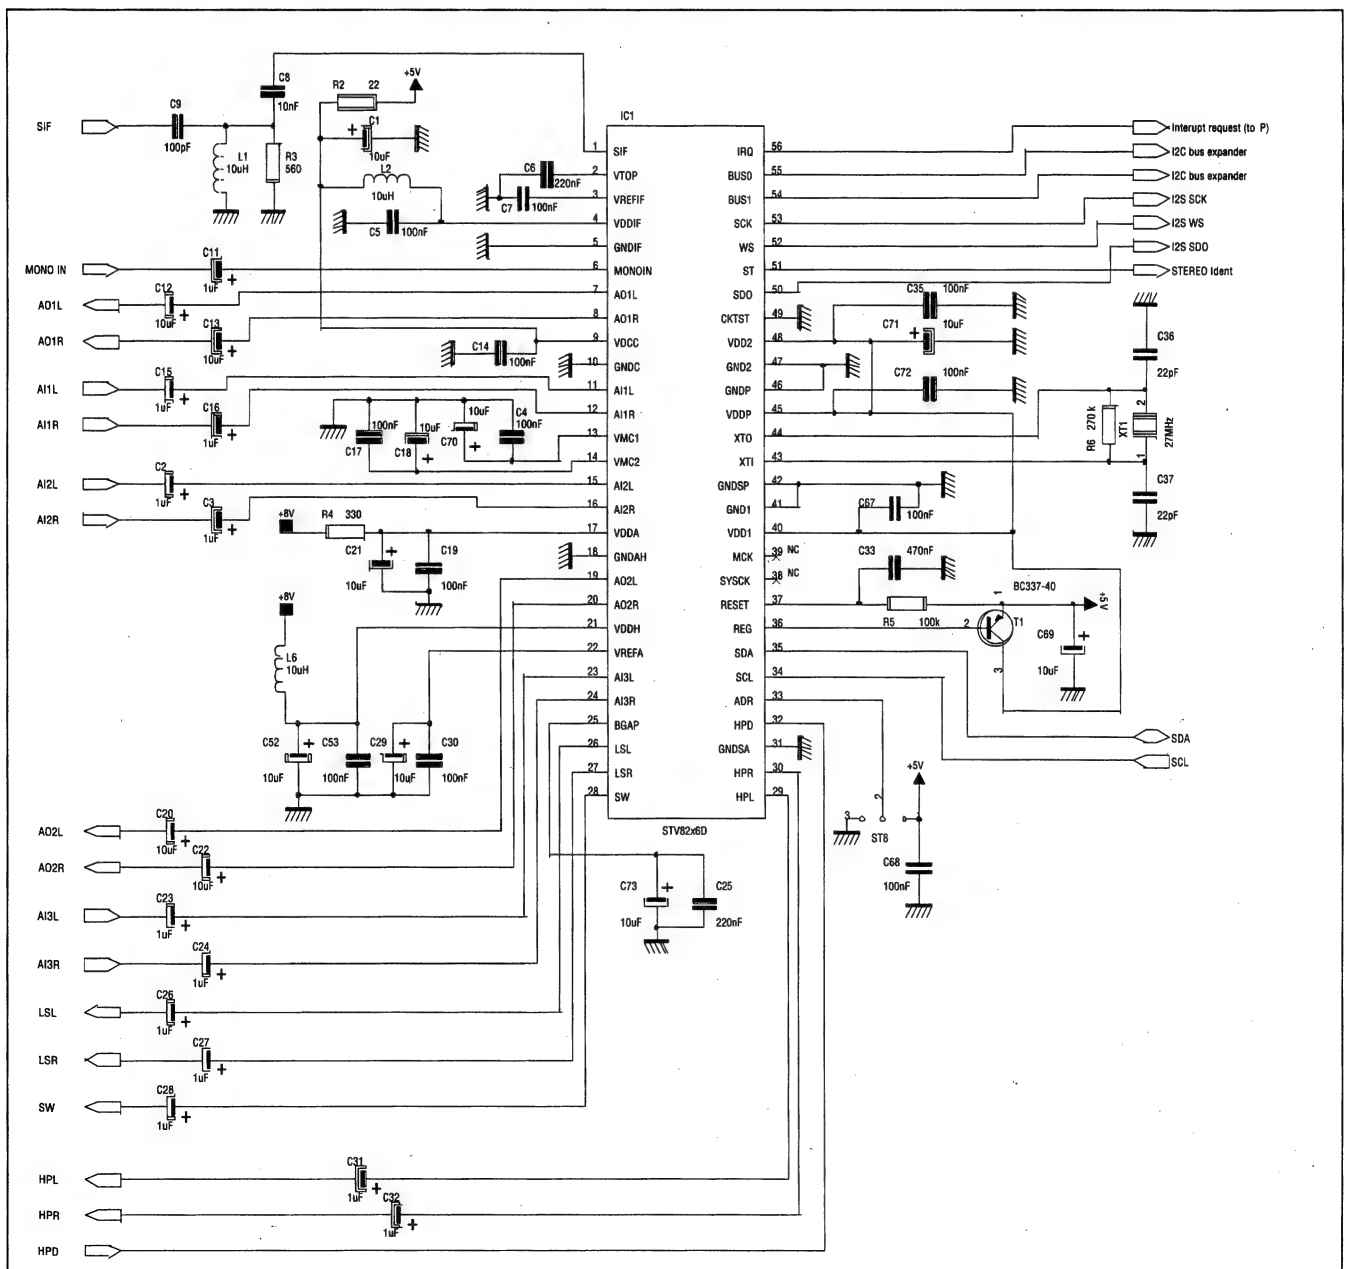 SIF
C9
100pF
C8
10nF
L1
10uH
R3
560
R2 22
+5V
C1
10uF
L2
10uH
C5 100nF
C6
220nF
C7 100nF
MONO IN
C11
1uF
AO1L
C12
10uF
AO1R
C13
10uF
C14
100nF
AI1L
C15
1uF
AI1R
C16
1uF
100nF
C17
10uF
C18
10uF
C70
C4
100nF
AI2L
C2
1uF
AI2R
C3
1uF
+8V
R4 330
C21
10uF
C19
100nF
+8V
L6
10uH
C52
10uF
C53
100nF
C29
10uF
C30
100nF
AO2L
C20
10uF
AO2R
C22
10uF
AI3L
C23
1uF
AI3R
C24
1uF
LSL
C26
1uF
LSR
C27
1uF
SW
C28
1uF
HPL
C31
1uF
HPR
C32
1uF
HPD
IC1
1 SIF
2 VTOP
3 VREFIF
4 VDDIF
5 GNDIF
6 MONOIN
7 AO1L
8 AO1R
9 VDCC
10 GNDC
11 AI1L
12 AI1R
13 VMC1
14 VMC2
15 AI2L
16 AI2R
17 VDDA
18 GNDAH
19 AO2L
20 AO2R
21 VDDH
22 VREFA
23 AI3L
24 AI3R
25 BGAP
26 LSL
27 LSR
28 SW
IRQ 56
BUS0 55
BUS1 54
SCK 53
WS 52
ST 51
SDO 50
CKTST 49
VDD2 48
GND2 47
GNDP 46
VDDP 45
XTO 44
XTI 43
GNDSP 42
GND1 41
VDD1 40
MCK 39 NC
SYSCK 38 NC
RESET 37
REG 36
SDA 35
SCL 34
ADR 33
HPD 32
GNDSA 31
HPR 30
HPL 29
STV82x6D
C73
10uF
C25
220nF
Interupt request (to P)
I2C bus expander
I2C bus expander
I2S SCK
I2S WS
I2S SDO
STEREO Ident
C35 100nF
C71 10uF
C72 100nF
C36
22pF
R6 270 k
XT1
27MHz
2
1
C37
22pF
C67
100nF
C33 470nF
R5 100k
BC337-40
1
2
3
T1
+5V
C69
10uF
SDA
SCL
+5V
3
2
ST8
C68
100nF